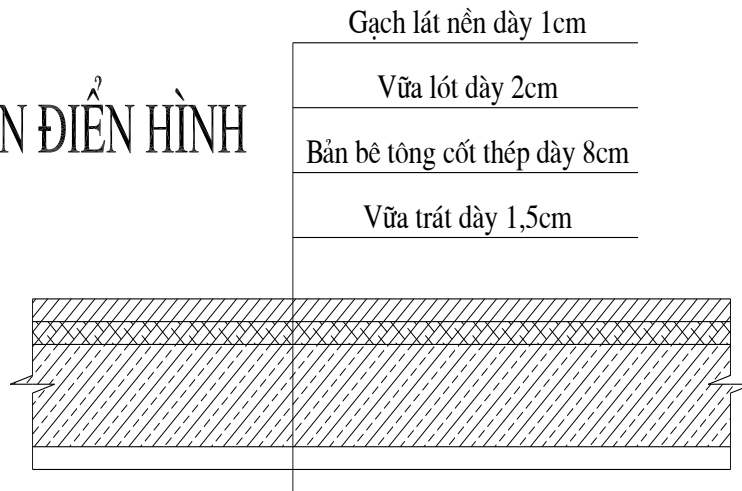 Gạch lát nền dày 1cm
Vữa lót dày 2cm
N ĐIỂN HÌNH
Bản bê tông cốt thép dày 8cm
Vữa trát dày 1,5cm